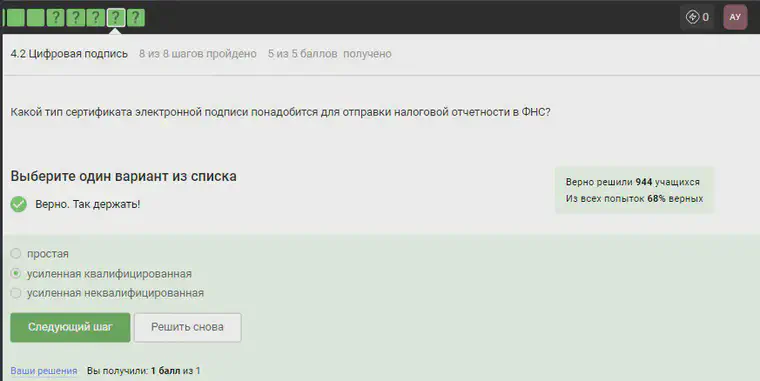 ? ? ? ? ?
0
АУ
4.2 Цифровая подпись 8 из 8 шагов пройдено 5 из 5 баллов получено
Какой тип сертификата электронной подписи понадобится для отправки налоговой отчетности в ФНС?
Выберите один вариант из списка
Верно. Так держать!
Верно решили 944 учащихся
Из всех попыток 68% верных
простая
усиленная квалифицированная
усиленная неквалифицированная
Следующий шаг Решить снова
Ваши решения Вы получили: 1 балл из 1